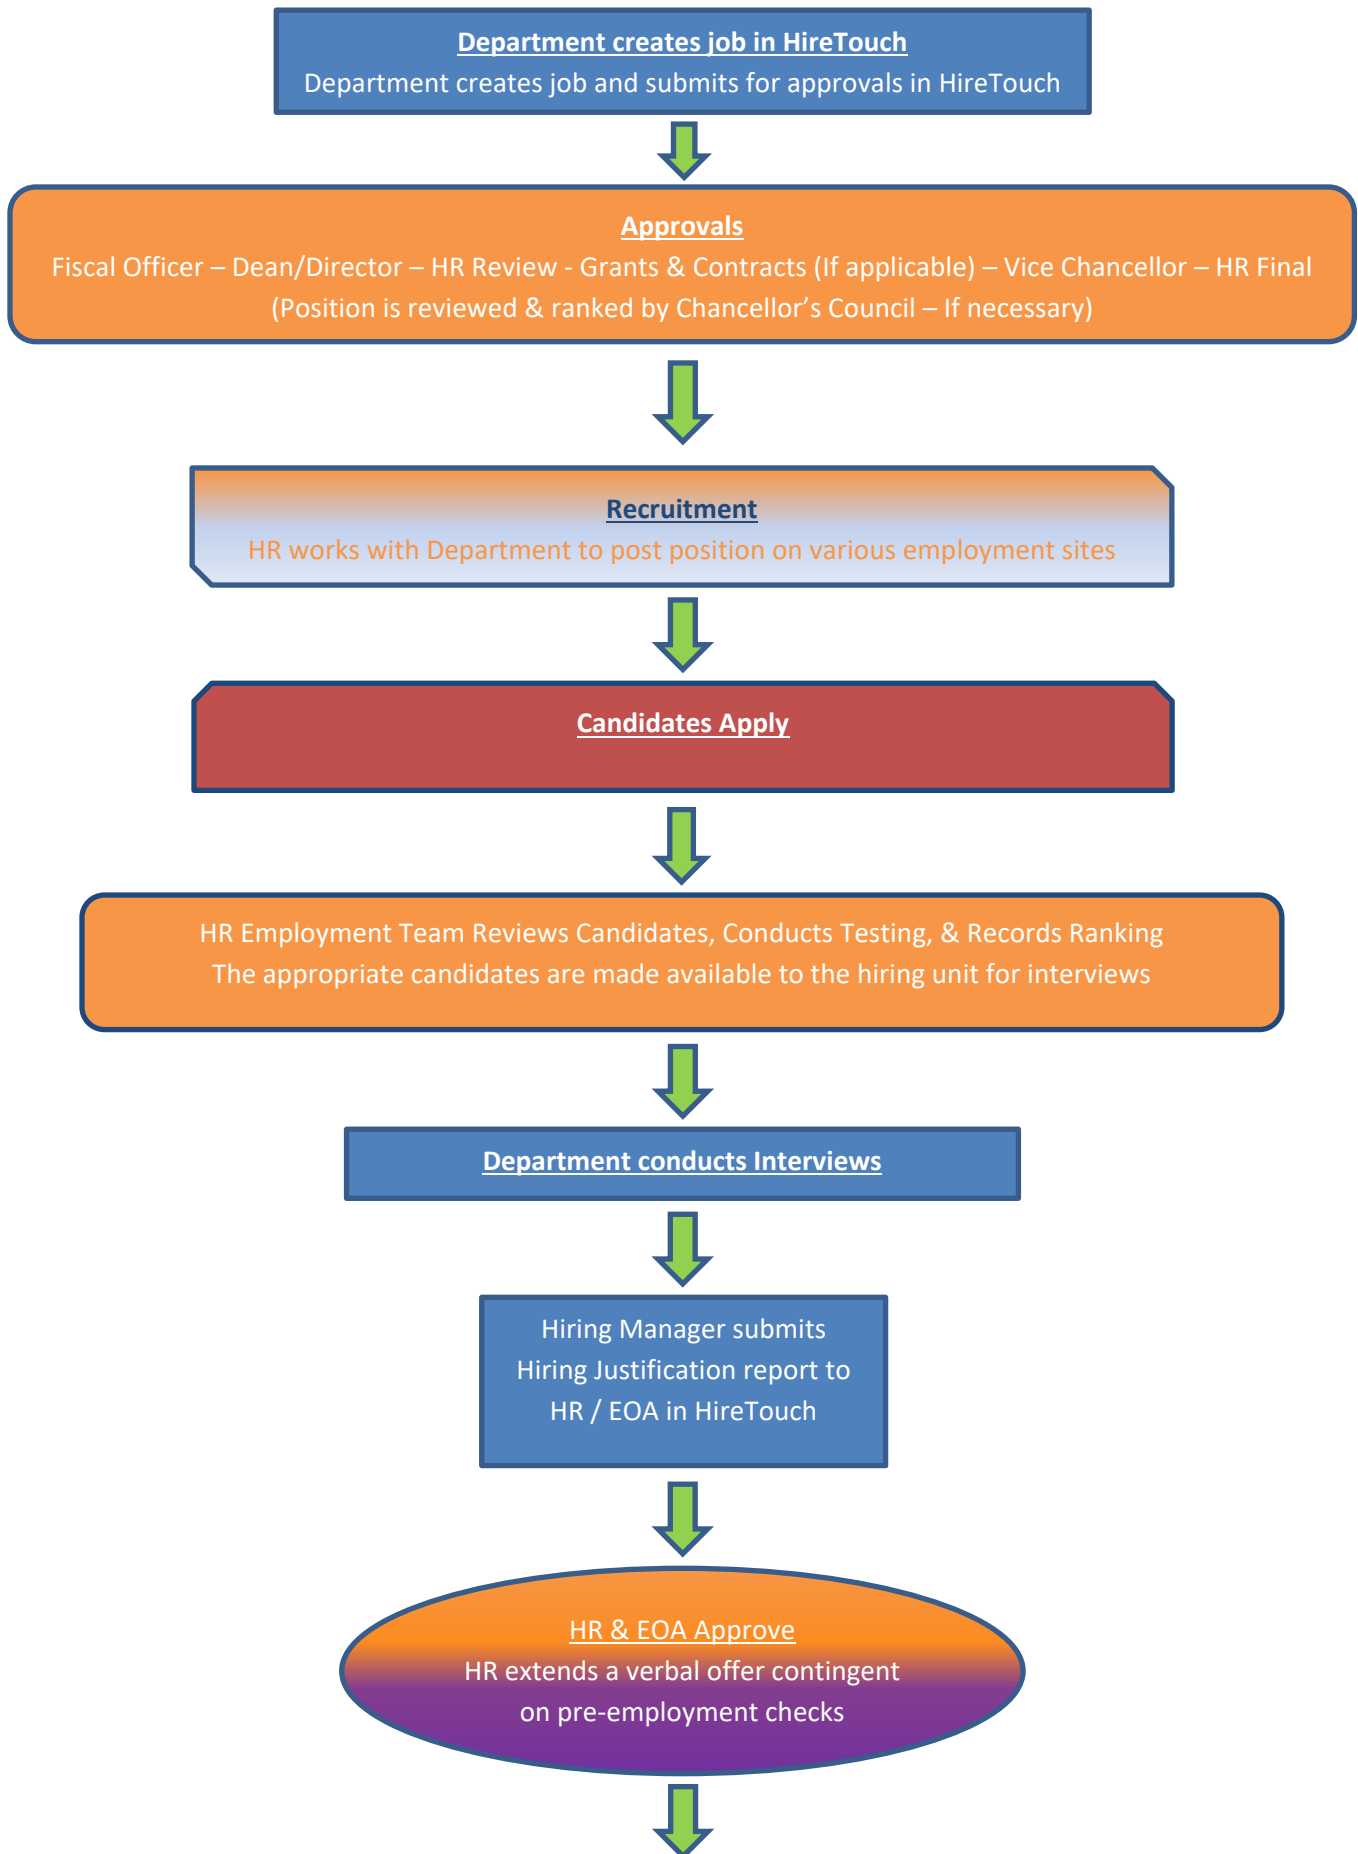 Department creates job in HireTouch
Department creates job and submits for approvals in HireTouch
Approvals
Fiscal Officer – Dean/Director – HR Review - Grants & Contracts (If applicable) – Vice Chancellor – HR Final
(Position is reviewed & ranked by Chancellor’s Council – If necessary)
Recruitment
HR works with Department to post position on various employment sites
Candidates Apply
HR Employment Team Reviews Candidates, Conducts Testing, & Records Ranking
The appropriate candidates are made available to the hiring unit for interviews
Department conducts Interviews
Hiring Manager submits
Hiring Justification report to
HR / EOA in HireTouch
HR & EOA Approve
HR extends a verbal offer contingent
on pre-employment checks